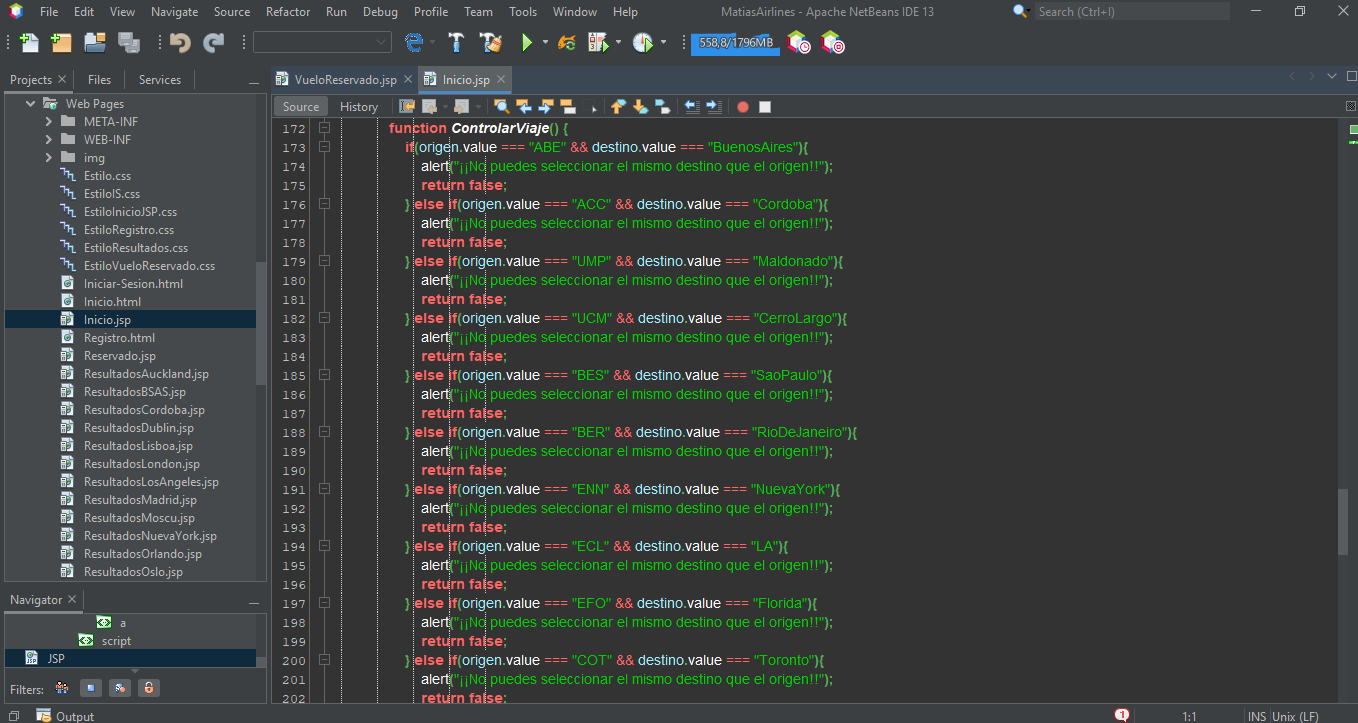 File Edit View Navigate Source Refactor Run Debug Profile Team Tools Window Help MatiasAirlines - Apache NetBeans IDE 13 Search (Ctrl+I)
558,8/1796MB
Projects Files Services
Web Pages
META-INF
WEB-INF
img
Estilo.css
EstiloIS.css
EstiloInicioJSP.css
EstiloRegistro.css
EstiloResultados.css
EstiloVueloReservado.css
Iniciar-Sesion.html
Inicio.html
Inicio.jsp
Registro.html
Reservado.jsp
ResultadosAuckland.jsp
ResultadosBSAS.jsp
ResultadosCordoba.jsp
ResultadosDublin.jsp
ResultadosLisboa.jsp
ResultadosLondon.jsp
ResultadosLosAngeles.jsp
ResultadosMadrid.jsp
ResultadosMoscu.jsp
ResultadosNuevaYork.jsp
ResultadosOrlando.jsp
ResultadosOslo.jsp
Navigator
a
script
JSP
Filters:
VueloReservado.jsp Inicio.jsp
Source History
172 function ControlarViaje() {
173 if(origen.value === "ABE" && destino.value === "BuenosAires"){
174 alert("¡¡No puedes seleccionar el mismo destino que el origen!!");
175 return false;
176 } else if(origen.value === "ACC" && destino.value === "Cordoba"){
177 alert("¡¡No puedes seleccionar el mismo destino que el origen!!");
178 return false;
179 } else if(origen.value === "UMP" && destino.value === "Maldonado"){
180 alert("¡¡No puedes seleccionar el mismo destino que el origen!!");
181 return false;
182 } else if(origen.value === "UCM" && destino.value === "CerroLargo"){
183 alert("¡¡No puedes seleccionar el mismo destino que el origen!!");
184 return false;
185 } else if(origen.value === "BES" && destino.value === "SaoPaulo"){
186 alert("¡¡No puedes seleccionar el mismo destino que el origen!!");
187 return false;
188 } else if(origen.value === "BER" && destino.value === "RioDeJaneiro"){
189 alert("¡¡No puedes seleccionar el mismo destino que el origen!!");
190 return false;
191 } else if(origen.value === "ENN" && destino.value === "NuevaYork"){
192 alert("¡¡No puedes seleccionar el mismo destino que el origen!!");
193 return false;
194 } else if(origen.value === "ECL" && destino.value === "LA"){
195 alert("¡¡No puedes seleccionar el mismo destino que el origen!!");
196 return false;
197 } else if(origen.value === "EFO" && destino.value === "Florida"){
198 alert("¡¡No puedes seleccionar el mismo destino que el origen!!");
199 return false;
200 } else if(origen.value === "COT" && destino.value === "Toronto"){
201 alert("¡¡No puedes seleccionar el mismo destino que el origen!!");
202 return false;
Output 1 1:1 INS Unix (LF)